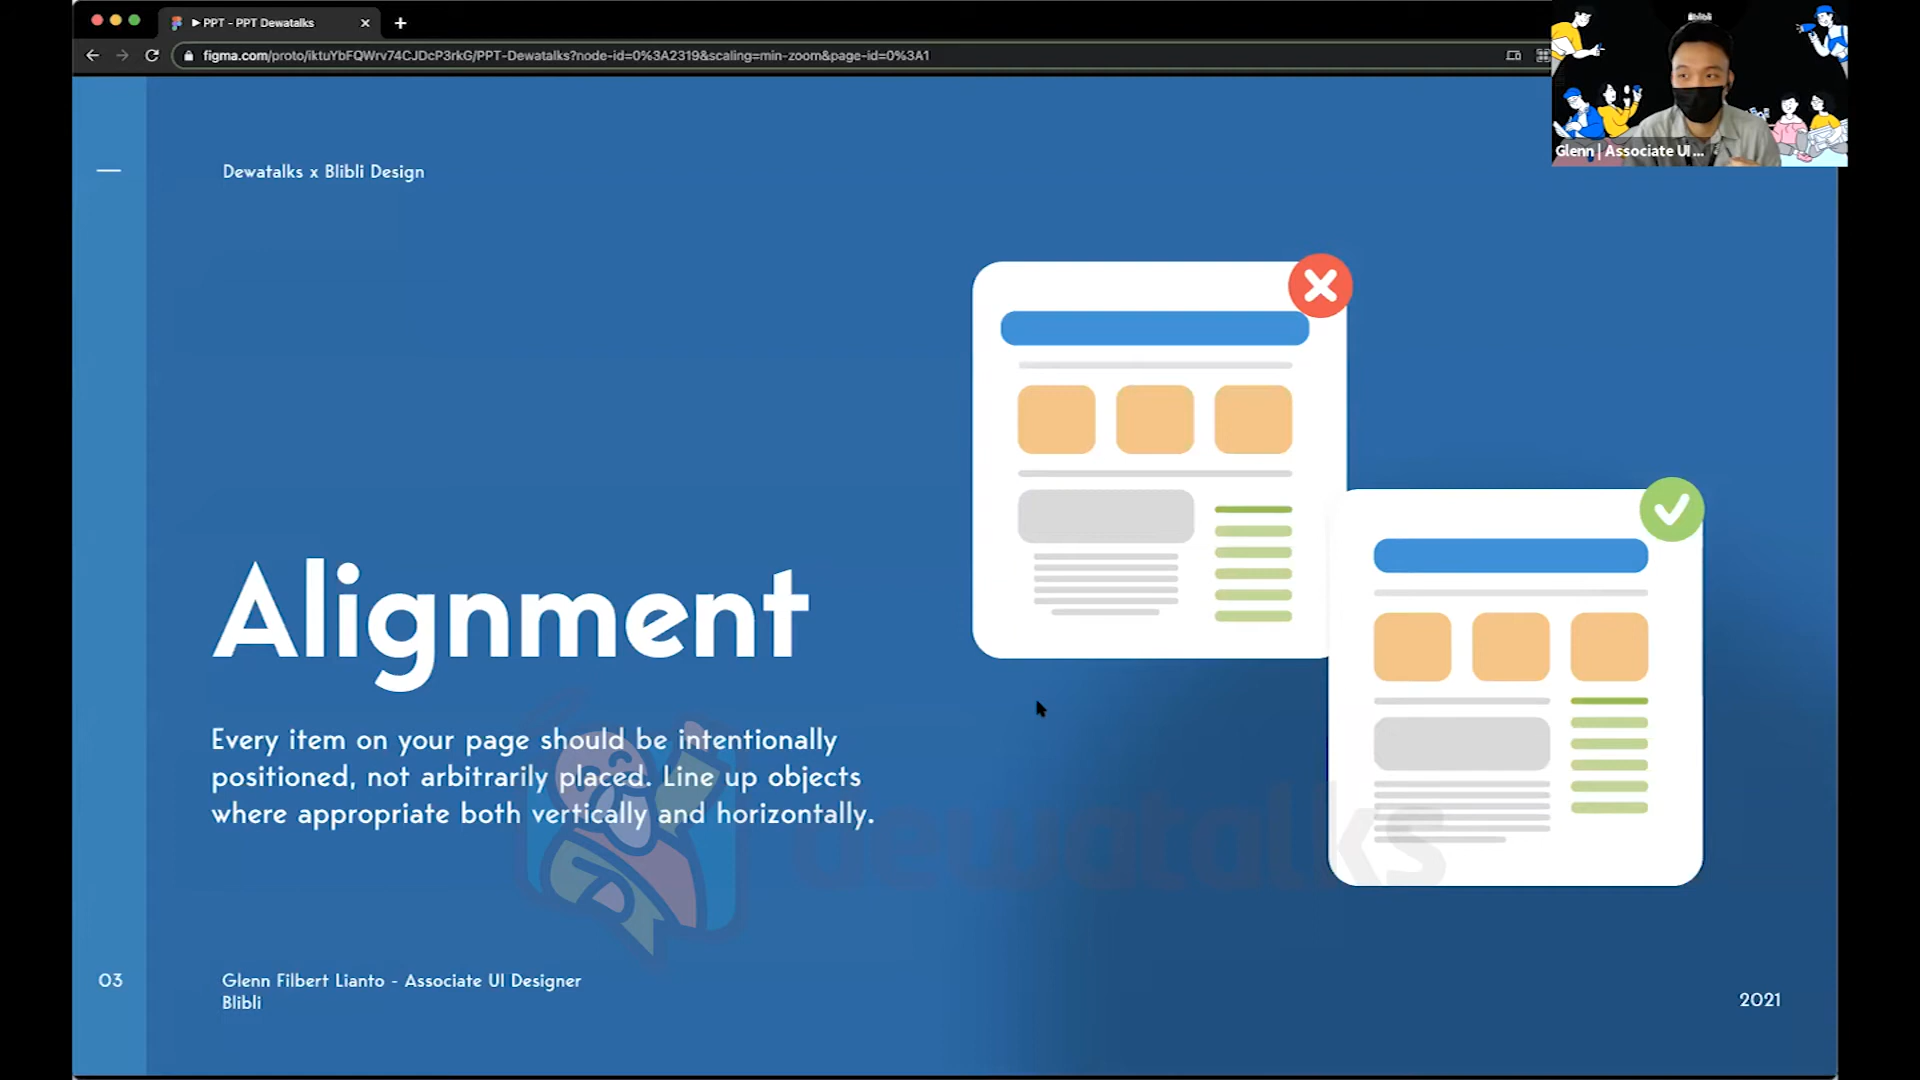 PPT - PPT Dewatalks
figma.com/proto/iktuYbFQWrv74CJDcP3rkG/PPT-Dewatalks?node-id=0%3A2319&scaling=min-zoom&page-id=0%3A1
blibli
Glenn | Associate UI ...
Dewatalks x Blibli Design
Alignment
Every item on your page should be intentionally
positioned, not arbitrarily placed. Line up objects
where appropriate both vertically and horizontally.
dewatalks
03
Glenn Filbert Lianto - Associate UI Designer
Blibli
2021